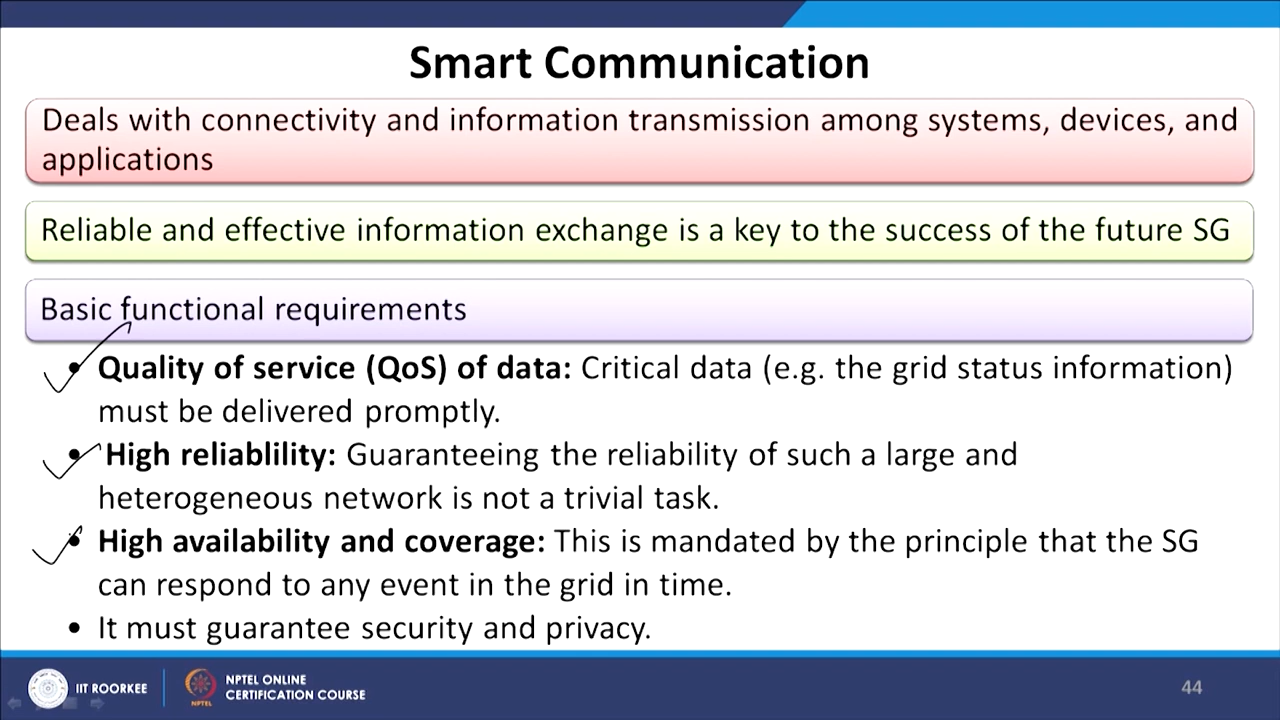 Smart Communication
Deals with connectivity and information transmission among systems, devices, and
applications
Reliable and effective information exchange is a key to the success of the future SG
Basic functional requirements
• Quality of service (QoS) of data: Critical data (e.g. the grid status information)
must be delivered promptly.
• High reliablility: Guaranteeing the reliability of such a large and
heterogeneous network is not a trivial task.
• High availability and coverage: This is mandated by the principle that the SG
can respond to any event in the grid in time.
• It must guarantee security and privacy.
IIT ROORKEE
NPTEL
NPTEL ONLINE
CERTIFICATION COURSE
44